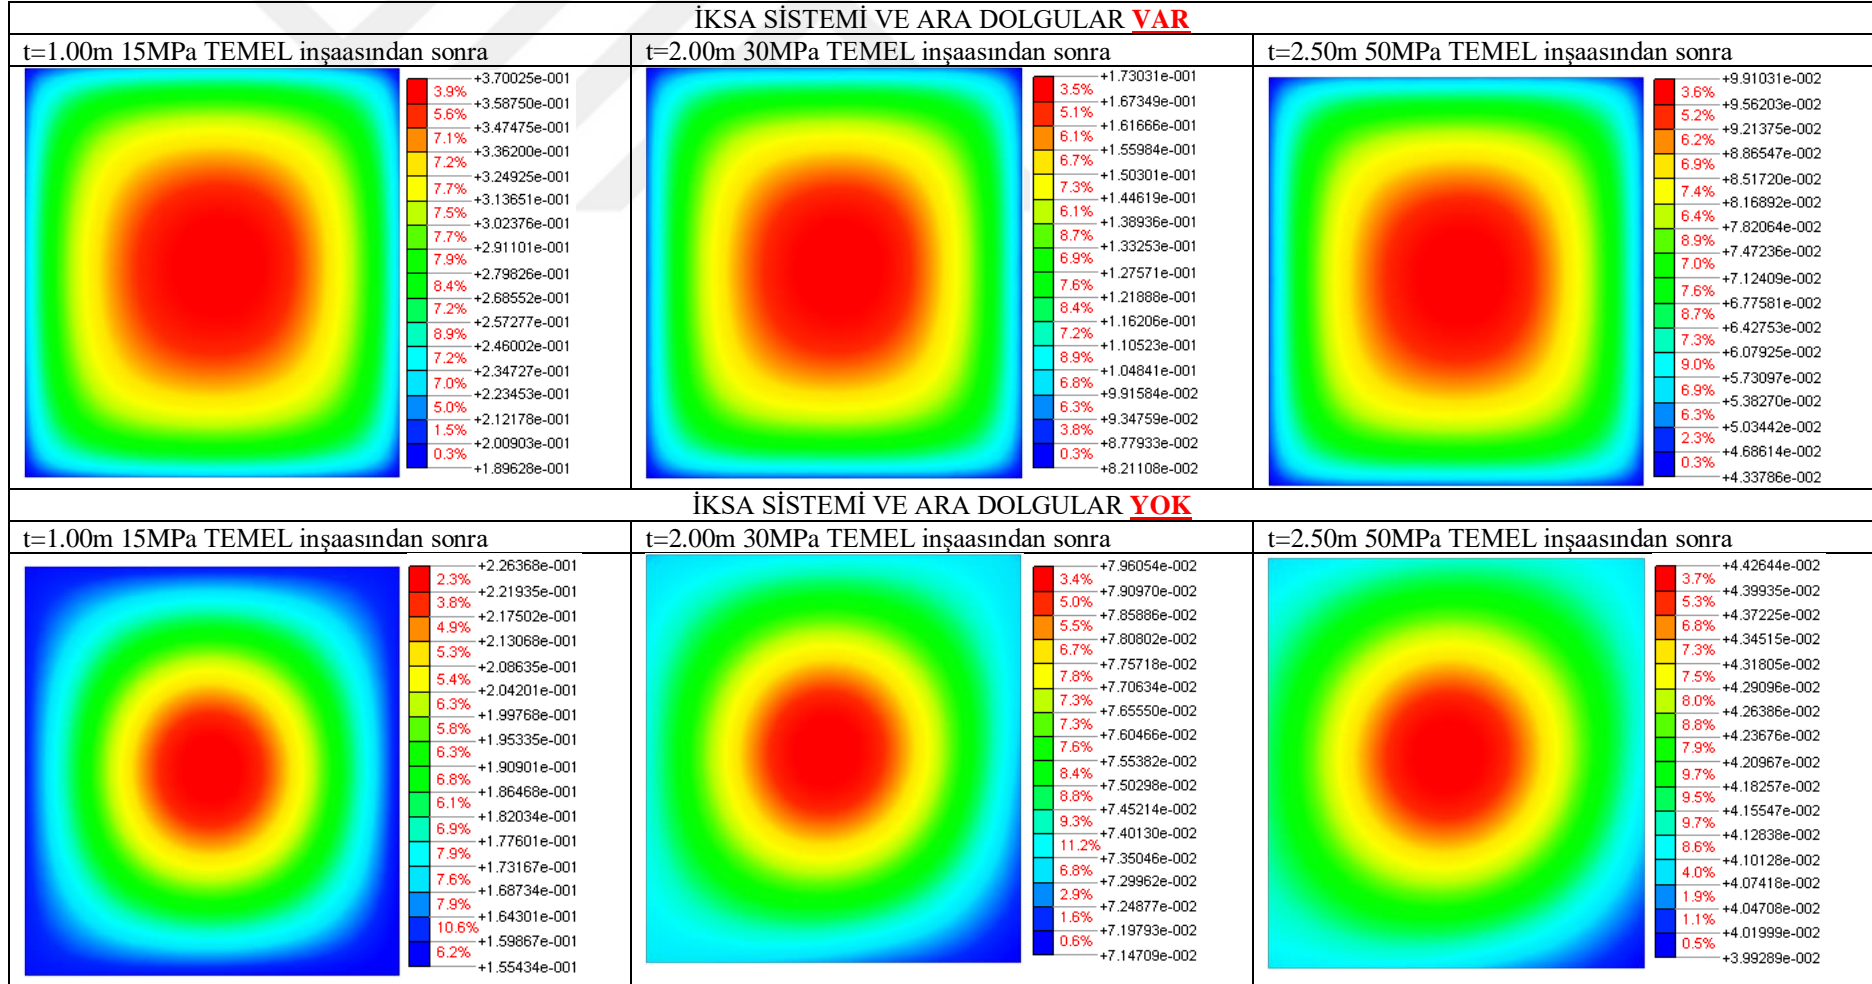 İKSA SİSTEMİ VE ARA DOLGULAR VAR
t=1.00m 15MPa TEMEL inşaasından sonra
t=2.00m 30MPa TEMEL inşaasından sonra
t=2.50m 50MPa TEMEL inşaasından sonra
+3.70025e-001
3.9%
+3.58750e-001
5.6%
+3.47475e-001
7.1%
+3.36200e-001
7.2%
+3.24925e-001
7.7%
+3.13651e-001
7.5%
+3.02376e-001
7.7%
+2.91101e-001
7.9%
+2.79826e-001
8.4%
+2.68552e-001
7.2%
+2.57277e-001
8.9%
+2.46002e-001
7.2%
+2.34727e-001
7.0%
+2.23453e-001
5.0%
+2.12178e-001
1.5%
+2.00903e-001
0.3%
+1.89628e-001
+1.73031e-001
3.5%
+1.67349e-001
5.1%
+1.61666e-001
6.1%
+1.55984e-001
6.7%
+1.50301e-001
7.3%
+1.44619e-001
6.1%
+1.38936e-001
8.7%
+1.33253e-001
6.9%
+1.27571e-001
7.6%
+1.21888e-001
8.4%
+1.16206e-001
7.2%
+1.10523e-001
8.9%
+1.04841e-001
6.8%
+9.91584e-002
6.3%
+9.34759e-002
3.8%
+8.77933e-002
0.3%
+8.21108e-002
+9.91031e-002
3.6%
+9.56203e-002
5.2%
+9.21375e-002
6.2%
+8.86547e-002
6.9%
+8.51720e-002
7.4%
+8.16892e-002
6.4%
+7.82064e-002
8.9%
+7.47236e-002
7.0%
+7.12409e-002
7.6%
+6.77581e-002
8.7%
+6.42753e-002
7.3%
+6.07925e-002
9.0%
+5.73097e-002
6.9%
+5.38270e-002
6.3%
+5.03442e-002
2.3%
+4.68614e-002
0.3%
+4.33786e-002
İKSA SİSTEMİ VE ARA DOLGULAR YOK
t=1.00m 15MPa TEMEL inşaasından sonra
t=2.00m 30MPa TEMEL inşaasından sonra
t=2.50m 50MPa TEMEL inşaasından sonra
+2.26368e-001
2.3%
+2.21935e-001
3.8%
+2.17502e-001
4.9%
+2.13068e-001
5.3%
+2.08635e-001
5.4%
+2.04201e-001
6.3%
+1.99768e-001
5.8%
+1.95335e-001
6.3%
+1.90901e-001
6.8%
+1.86468e-001
6.1%
+1.82034e-001
6.9%
+1.77601e-001
7.9%
+1.73167e-001
7.6%
+1.68734e-001
7.9%
+1.64301e-001
10.6%
+1.59867e-001
6.2%
+1.55434e-001
+7.96054e-002
3.4%
+7.90970e-002
5.0%
+7.85886e-002
5.5%
+7.80802e-002
6.7%
+7.75718e-002
7.8%
+7.70634e-002
7.3%
+7.65550e-002
7.3%
+7.60466e-002
7.6%
+7.55382e-002
8.4%
+7.50298e-002
8.8%
+7.45214e-002
9.3%
+7.40130e-002
11.2%
+7.35046e-002
6.8%
+7.29962e-002
2.9%
+7.24877e-002
1.6%
+7.19793e-002
0.6%
+7.14709e-002
+4.42644e-002
3.7%
+4.39935e-002
5.3%
+4.37225e-002
6.8%
+4.34515e-002
7.3%
+4.31805e-002
7.5%
+4.29096e-002
8.0%
+4.26386e-002
8.8%
+4.23676e-002
7.9%
+4.20967e-002
9.7%
+4.18257e-002
9.5%
+4.15547e-002
9.7%
+4.12838e-002
8.6%
+4.10128e-002
4.0%
+4.07418e-002
1.9%
+4.04708e-002
1.1%
+4.01999e-002
0.5%
+3.99289e-002